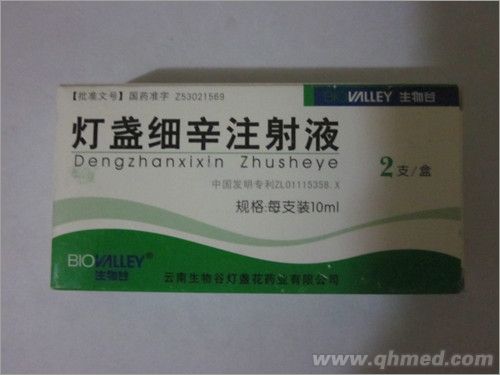 【批准文号】国药准字 Z53021569
BIOVALLEY 生物谷
灯盏细辛注射液
Dengzhanxixin Zhusheye
2支/盒
中国发明专利ZL01115358.X
规格:每支装10ml
BIOVALLEY®
生物谷
云南生物谷灯盏花药业有限公司
www.qhmed.com